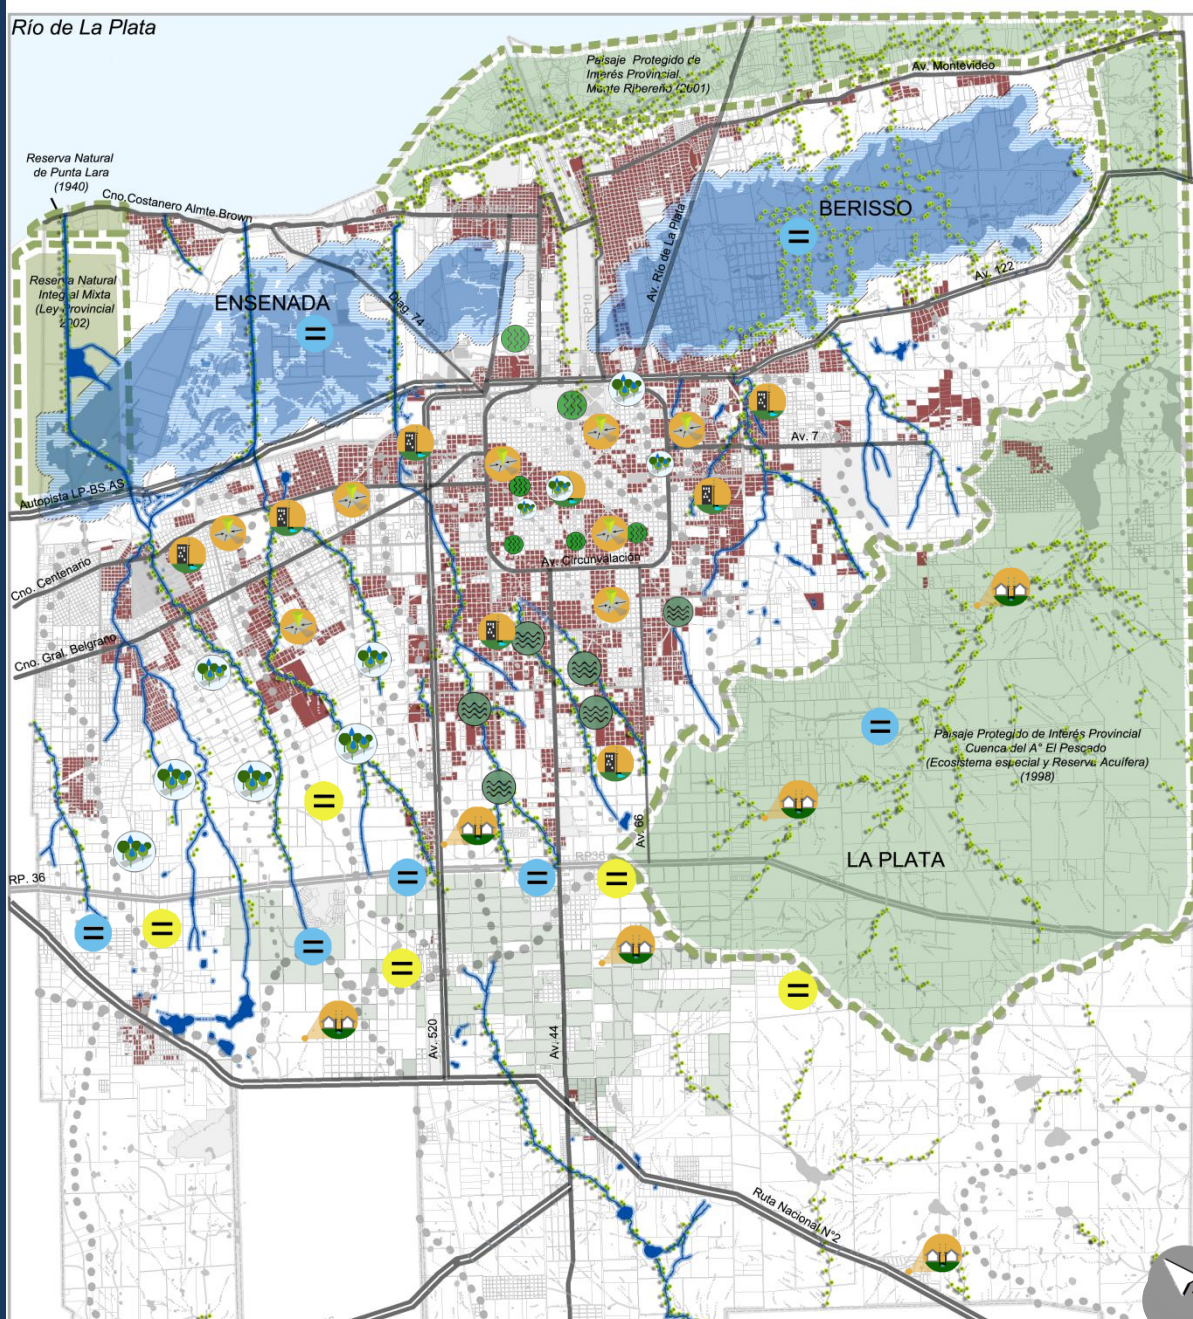 Río de La Plata
Paisaje Protegido de
Interés Provincial
Monte Ribereño (2001)
Av. Montevideo
Reserva Natural
de Punta Lara
(1940)
Cno.Costanero Almte.Brown
BERISSO
Av. Río de La Plata
Av. 122
Reserva Natural
Integral Mixta
(Ley Provincial
2002)
ENSENADA
Diag. 74
RP10
Av. 7
Autopista LP-BS.AS
Av. Circunvalación
Cno. Centenario
Cno. Gral. Belgrano
Paisaje Protegido de Interés Provincial
Cuenca del A° El Pescado
(Ecosistema especial y Reserva Acuífera)
(1998)
Av. 66
RP36
LA PLATA
RP. 36
Av. 520
Av. 44
Ruta Nacional N°2